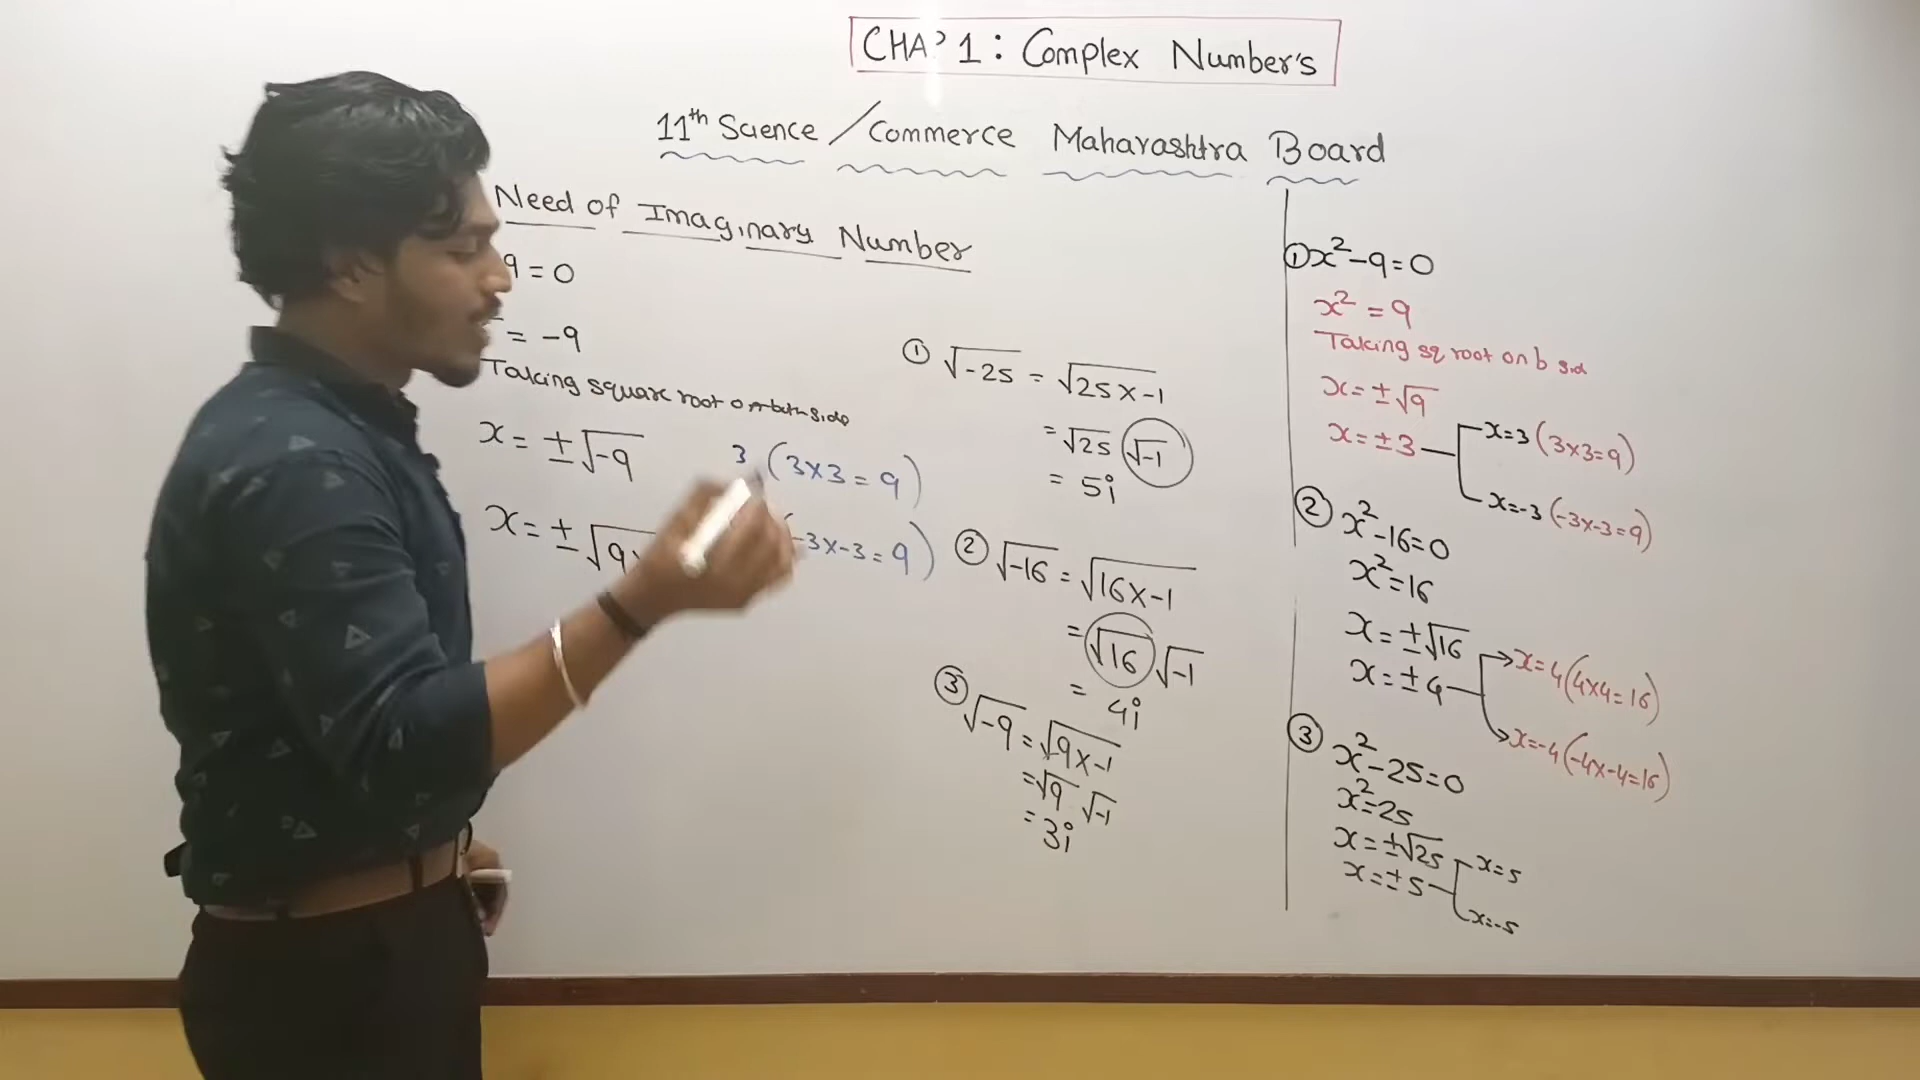 CHAP 1: Complex Number's
11th Science / Commerce Maharashtra Board
Need of Imaginary Number
9 = 0
= -9
Taking square root on both side
x = ± √-9
x = ± √9x
3 (3x3 = 9)
(-3x-3 = 9)
① √-25 = √25x-1
= √25 √-1
= 5i
② √-16 = √16x-1
= √16 √-1
= 4i
③ √-9 = √9x-1
= √9 √-1
= 3i
① x² - 9 = 0
x² = 9
Taking sq root on b sid
x = ± √9
x = ± 3
x = 3 (3x3 = 9)
x = -3 (-3x-3 = 9)
② x² - 16 = 0
x² = 16
x = ± √16
x = ± 4
x = 4 (4x4 = 16)
x = -4 (-4x-4 = 16)
③ x² - 25 = 0
x² = 25
x = ± √25
x = ± 5
x = 5
x = -5